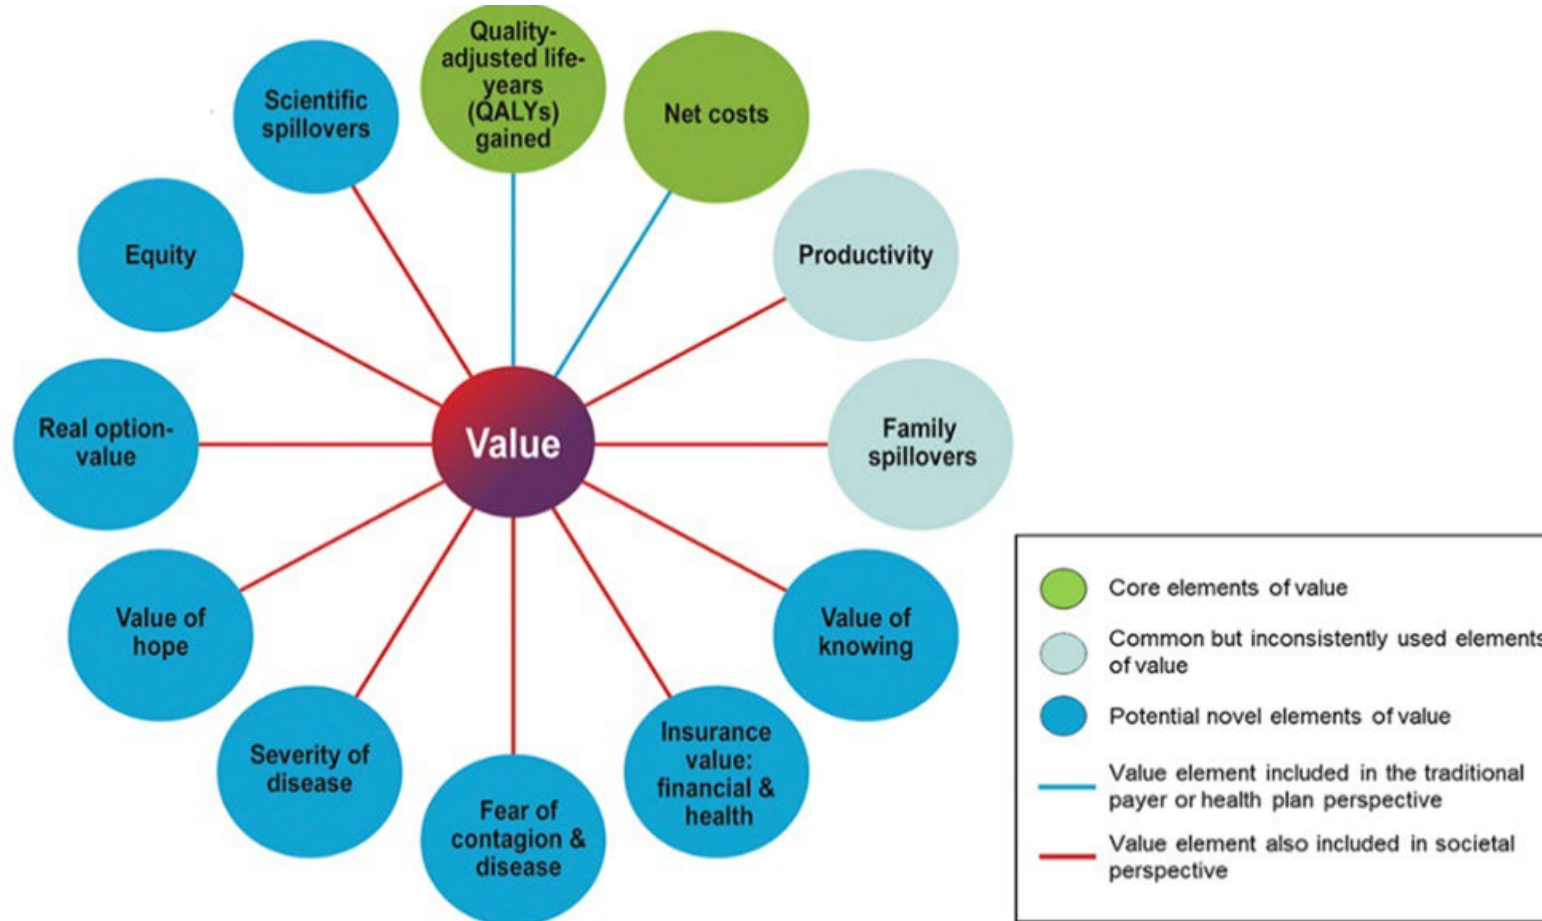 Quality-
adjusted life-
years
(QALYs)
gained
Net costs
Productivity
Family
spillovers
Value of
knowing
Insurance
value:
financial &
health
Fear of
contagion &
disease
Severity of
disease
Value of
hope
Real option-
value
Equity
Scientific
spillovers
Value
Core elements of value
Common but inconsistently used elements
of value
Potential novel elements of value
Value element included in the traditional
payer or health plan perspective
Value element also included in societal
perspective